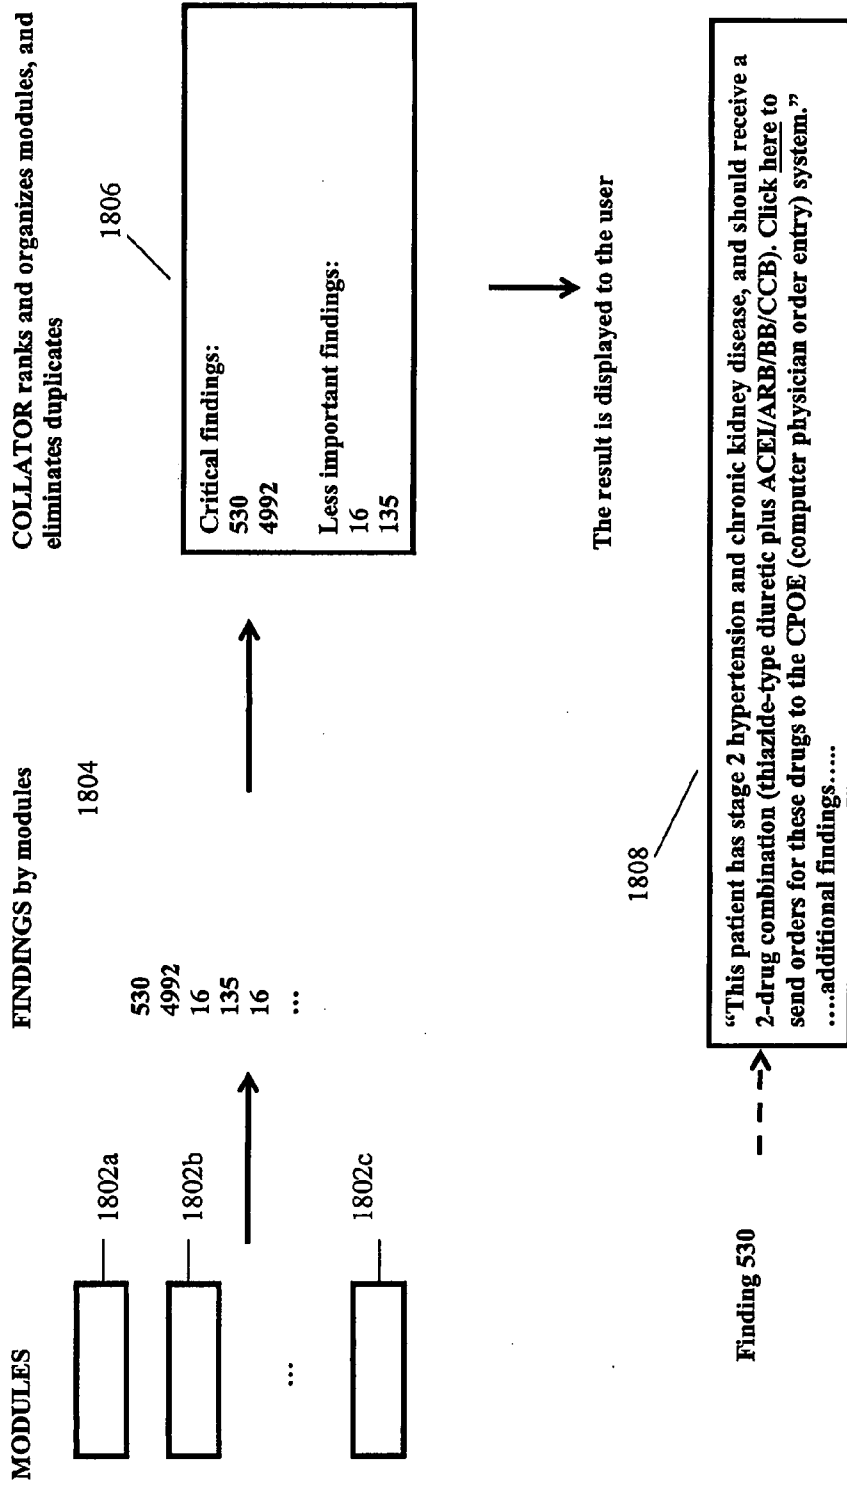 MODULES
1802a
1802b
...
1802c
FINDINGS by modules
1804
530
4992
16
135
16
...
COLLATOR ranks and organizes modules, and
eliminates duplicates
1806
Critical findings:
530
4992
Less important findings:
16
135
The result is displayed to the user
1808
Finding 530
“This patient has stage 2 hypertension and chronic kidney disease, and should receive a
2-drug combination (thiazide-type diuretic plus ACEI/ARB/BB/CCB). Click here to
send orders for these drugs to the CPOE (computer physician order entry) system.”
....additional findings.....